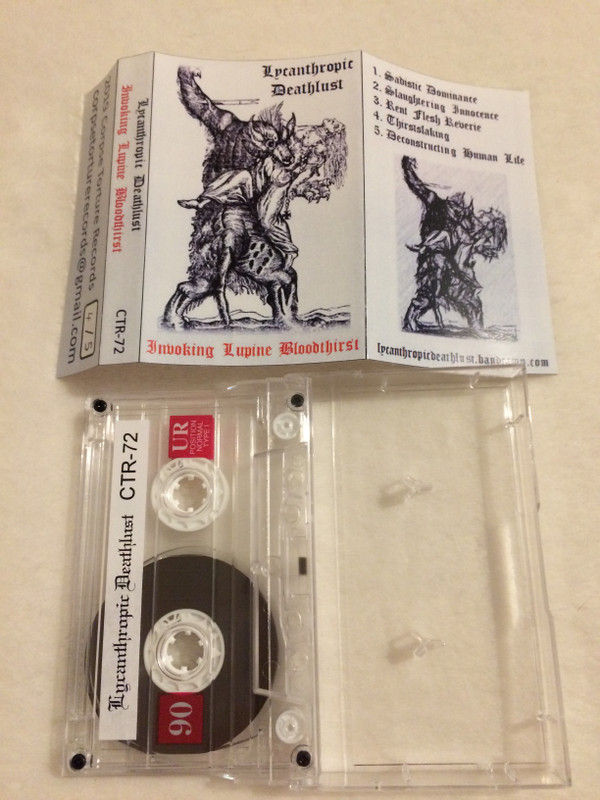 2015 Corpse Torture Records
corpsetorturerecords@gmail.com
4/5
Lycanthropic Deathlust
Invoking Lupine Bloodthirst
CTR-72
Lycanthropic
Deathlust
Invoking Lupine Bloodthirst
1. Sadistic Dominance
2. Slaughtering Innocence
3. Rent Flesh Reverie
4. Thirstslaking
5. Deconstructing Human Life
lycanthropicdeathlust.bandcamp.com
Lycanthropic Deathlust CTR-72
UR
POSITION
NORMAL
TYPE I
90